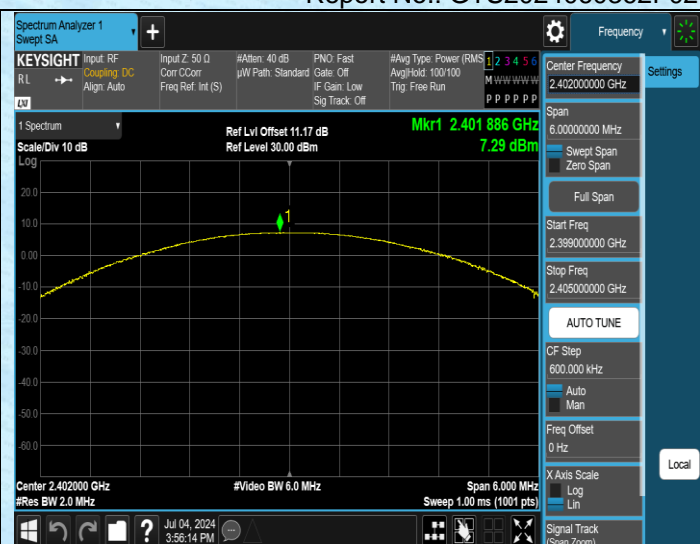 Spectrum Analyzer 1
Swept SA
+
Frequency
KEYSIGHT
RL
LXI
Input: RF
Coupling: DC
Align: Auto
Input Z: 50 Ω
Corr CCorr
Freq Ref: Int (S)
#Atten: 40 dB
µW Path: Standard
PNO: Fast
Gate: Off
IF Gain: Low
Sig Track: Off
#Avg Type: Power (RMS
Avg|Hold: 100/100
Trig: Free Run
1 2 3 4 5 6
M W W W W W
P P P P P P
1 Spectrum
Scale/Div 10 dB
Log
Ref Lvl Offset 11.17 dB
Ref Level 30.00 dBm
Mkr1 2.401 886 GHz
7.29 dBm
1
20.0
10.0
0.00
-10.0
-20.0
-30.0
-40.0
-50.0
-60.0
Center 2.402000 GHz
#Res BW 2.0 MHz
#Video BW 6.0 MHz
Span 6.000 MHz
Sweep 1.00 ms (1001 pts)
Center Frequency
2.402000000 GHz
Span
6.00000000 MHz
Swept Span
Zero Span
Full Span
Start Freq
2.399000000 GHz
Stop Freq
2.405000000 GHz
AUTO TUNE
CF Step
600.000 kHz
Auto
Man
Freq Offset
0 Hz
X Axis Scale
Log
Lin
Signal Track
(Span Zoom)
Settings
Local
?
Jul 04, 2024
3:56:14 PM